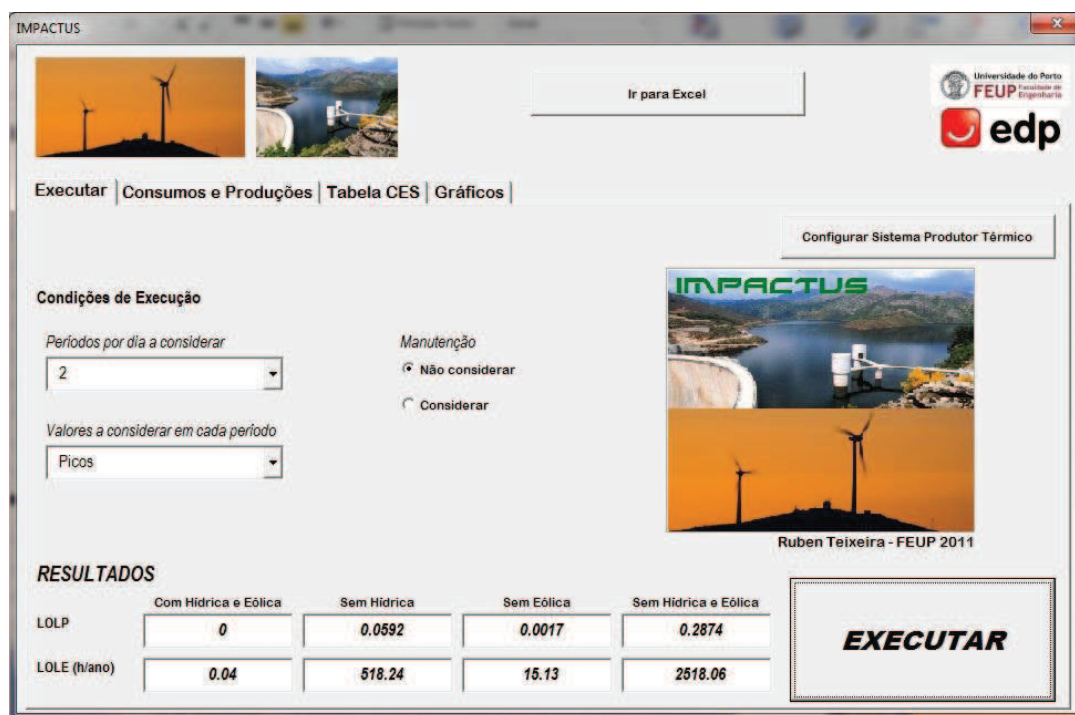 IMPACTUS
Ir para Excel
Universidade do Porto
FEUP Faculdade de Engenharia
edp
Executar
Consumos e Produções
Tabela CES
Gráficos
Configurar Sistema Produtor Térmico
IMPACTUS
Condições de Execução
Períodos por dia a considerar
2
Manutenção
Não considerar
Considerar
Valores a considerar em cada período
Picos
Ruben Teixeira - FEUP 2011
RESULTADOS
Com Hídrica e Eólica Sem Hídrica Sem Eólica Sem Hídrica e Eólica
LOLP 0 0.0592 0.0017 0.2874
LOLE (h/ano) 0.04 518.24 15.13 2518.06
EXECUTAR